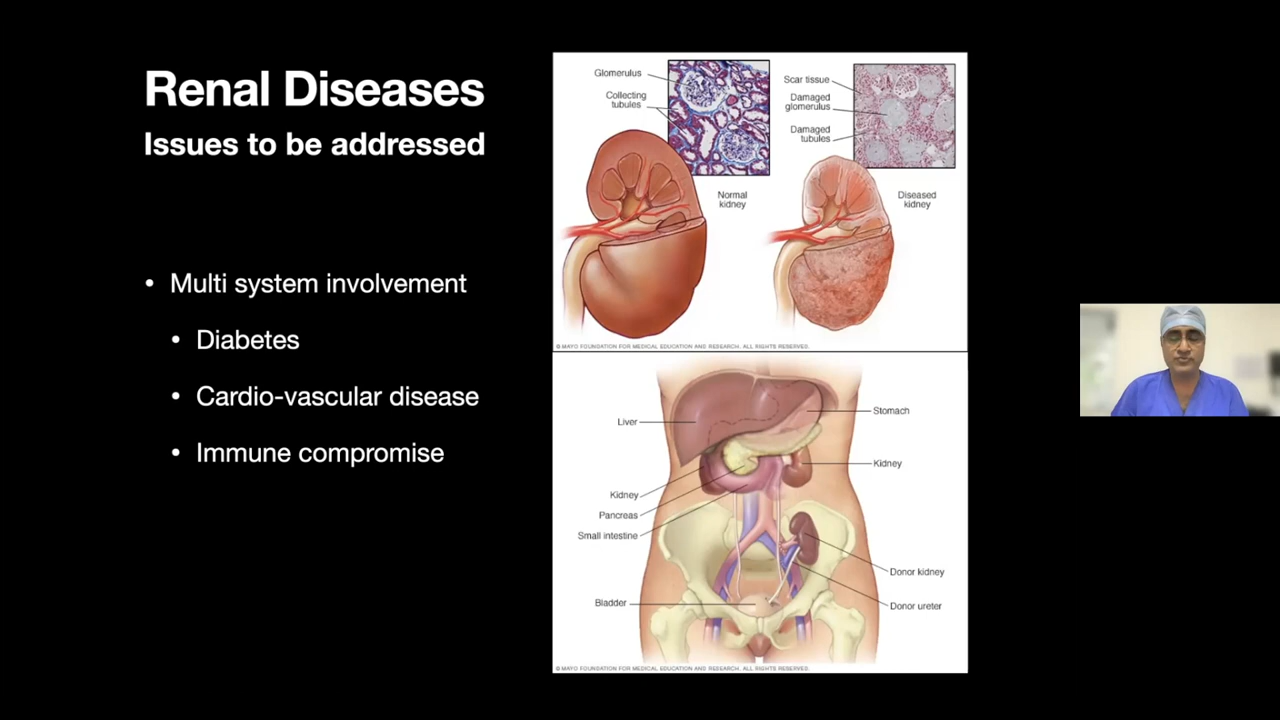 Renal Diseases
Issues to be addressed
• Multi system involvement
• Diabetes
• Cardio-vascular disease
• Immune compromise
Glomerulus
Collecting
tubules
Normal
kidney
Scar tissue
Damaged
glomerulus
Damaged
tubules
Diseased
kidney
© MAYO FOUNDATION FOR MEDICAL EDUCATION AND RESEARCH. ALL RIGHTS RESERVED.
Liver
Stomach
Kidney
Kidney
Pancreas
Small intestine
Donor kidney
Bladder
Donor ureter
© MAYO FOUNDATION FOR MEDICAL EDUCATION AND RESEARCH. ALL RIGHTS RESERVED.